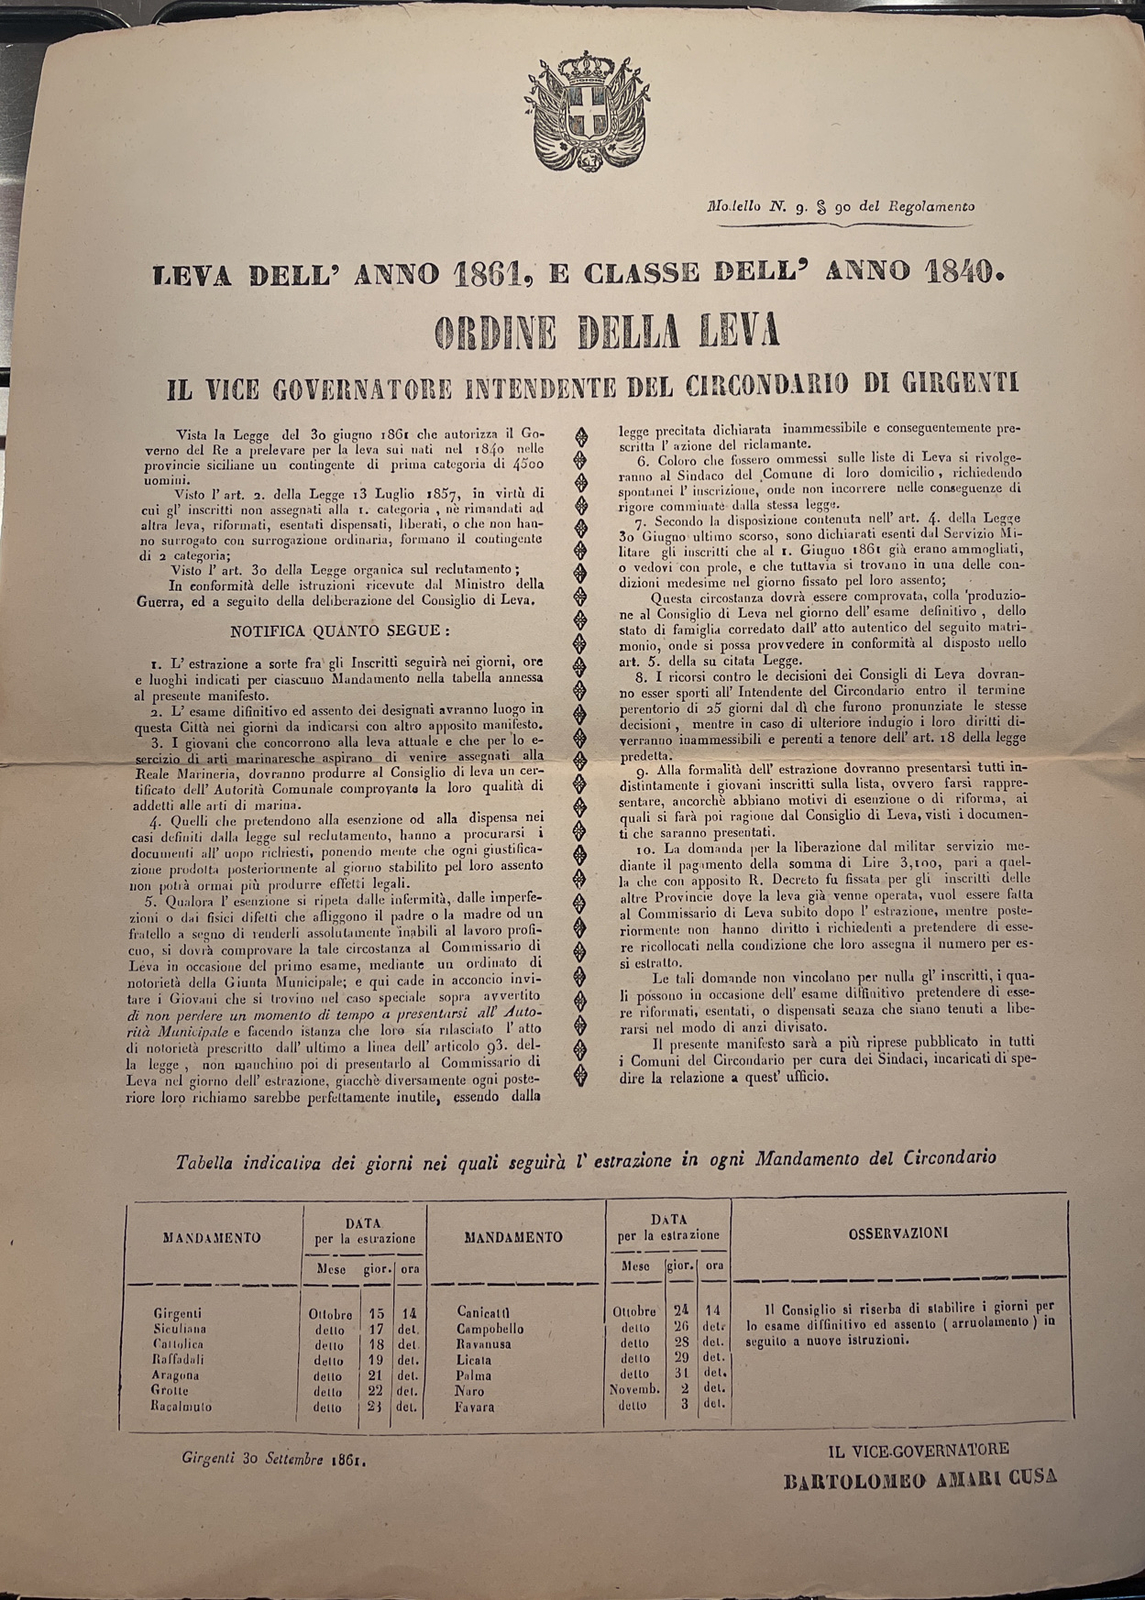 Modello N. 9. § 90 del Regolamento
LEVA DELL' ANNO 1861, E CLASSE DELL' ANNO 1840.
ORDINE DELLA LEVA
IL VICE GOVERNATORE INTENDENTE DEL CIRCONDARIO DI GIRGENTI
Vista la Legge del 30 giugno 1861 che autorizza il Go-
verno del Re a prelevare per la leva sui nati nel 1840 nelle
provincie siciliane un contingente di prima categoria di 4500
uomini.
Visto l' art. 2. della Legge 13 Luglio 1857, in virtù di
cui gl' inscritti non assegnati alla 1. categoria , nè rimandati ad
altra leva, riformati, esentati dispensati, liberati, o che non han-
no surrogato con surrogazione ordinaria, formano il contingente
di 2 categoria;
Visto l' art. 30 della Legge organica sul reclutamento ;
In conformità delle istruzioni ricevute dal Ministro della
Guerra, ed a seguito della deliberazione del Consiglio di Leva.
NOTIFICA QUANTO SEGUE :
1. L' estrazione a sorte fra gli Inscritti seguirà nei giorni, ore
e luoghi indicati per ciascuno Mandamento nella tabella annessa
al presente manifesto.
2. L' esame difinitivo ed assento dei designati avranno luogo in
questa Città nei giorni da indicarsi con altro apposito manifesto.
3. I giovani che concorrono alla leva attuale e che per lo e-
sercizio di arti marinaresche aspirano di venire assegnati alla
Reale Marineria, dovranno produrre al Consiglio di leva un cer-
tificato dell' Autorità Comunale comprovante la loro qualità di
addetti alle arti di marina.
4. Quelli che pretendono alla esenzione od alla dispensa nei
casi definiti dalla legge sul reclutamento, hanno a procurarsi i
documenti all' uopo richiesti, ponendo mente che ogni giustifica-
zione prodotta posteriormente al giorno stabilito pel loro assento
non potrà ormai più produrre effetti legali.
5. Qualora l' esenzione si ripeta dalle infermità, dalle imperfe-
zioni o dai fisici difetti che affliggono il padre o la madre od un
fratello a segno di renderli assolutamente inabili al lavoro profi-
cuo, si dovrà comprovare la tale circostanza al Commissario di
Leva in occasione del primo esame, mediante un ordinato di
notorietà della Giunta Municipale; e qui cade in acconcio invi-
tare i Giovani che si trovino nel caso speciale sopra avvertito
di non perdere un momento di tempo a presentarsi all' Auto-
rità Municipale e facendo istanza che loro sia rilasciato l' atto
di notorietà prescritto dall' ultimo a linea dell' articolo 93. del-
la legge , non manchino poi di presentarlo al Commissario di
Leva nel giorno dell' estrazione, giacchè diversamente ogni poste-
riore loro richiamo sarebbe perfettamente inutile, essendo dalla
legge precitata dichiarata inammessibile e conseguentemente pre-
scritta l' azione del riclamante.
6. Coloro che fossero ommessi sulle liste di Leva si rivolge-
ranno al Sindaco del Comune di loro domicilio , richiedendo
spontanei l' inscrizione, onde non incorrere nelle conseguenze di
rigore comminate dalla stessa legge.
7. Secondo la disposizione contenuta nell' art. 4. della Legge
30 Giugno ultimo scorso, sono dichiarati esenti dal Servizio Mi-
litare gli inscritti che al 1. Giugno 1861 già erano ammogliati,
o vedovi con prole, e che tuttavia si trovano in una delle con-
dizioni medesime nel giorno fissato pel loro assento;
Questa circostanza dovrà essere comprovata, colla 'produzio-
ne al Consiglio di Leva nel giorno dell' esame definitivo , dello
stato di famiglia corredato dall' atto autentico del seguito matri-
monio, onde si possa provvedere in conformità al disposto nello
art. 5. della su citata Legge.
8. I ricorsi contro le decisioni dei Consigli di Leva dovran-
no esser sporti all' Intendente del Circondario entro il termine
perentorio di 25 giorni dal dì che furono pronunziate le stesse
decisioni , mentre in caso di ulteriore indugio i loro diritti di-
verranno inammessibili e perenti a tenore dell' art. 18 della legge
predetta.
9. Alla formalità dell' estrazione dovranno presentarsi tutti in-
distintamente i giovani inscritti sulla lista, ovvero farsi rappre-
sentare, ancorchè abbiano motivi di esenzione o di riforma, ai
quali si farà poi ragione dal Consiglio di Leva, visti i documen-
ti che saranno presentati.
10. La domanda per la liberazione dal militar servizio me-
diante il pagamento della somma di Lire 3,100, pari a quel-
la che con apposito R. Decreto fu fissata per gli inscritti delle
altre Provincie dove la leva già venne operata, vuol essere fatta
al Commissario di Leva subito dopo l' estrazione, mentre poste-
riormente non hanno diritto i richiedenti a pretendere di esse-
re ricollocati nella condizione che loro assegna il numero per es-
si estratto.
Le tali domande non vincolano per nulla gl' inscritti, i qua-
li possono in occasione dell' esame diffinitivo pretendere di esse-
re riformati, esentati, o dispensati senza che siano tenuti a libe-
rarsi nel modo di anzi divisato.
Il presente manifesto sarà a più riprese pubblicato in tutti
i Comuni del Circondario per cura dei Sindaci, incaricati di spe-
dire la relazione a quest' ufficio.
Tabella indicativa dei giorni nei quali seguirà l' estrazione in ogni Mandamento del Circondario
MANDAMENTO DATA per la estrazione MANDAMENTO DATA per la estrazione OSSERVAZIONI
Mese gior. ora Mese gior. ora
Girgenti Ottobre 15 14 Canicattì Ottobre 24 14
Siculiana detto 17 det. Campobello detto 26 det.
Cattolica detto 18 det. Ravanusa detto 28 det.
Raffadali detto 19 det. Licata detto 29 det.
Aragona detto 21 det. Palma detto 31 det.
Grotte detto 22 det. Naro Novemb. 2 det.
Racalmuto detto 23 det. Favara detto 3 det.
Il Consiglio si riserba di stabilire i giorni per
lo esame diffinitivo ed assento ( arruolamento ) in
seguito a nuove istruzioni.
Girgenti 30 Settembre 1861.
IL VICE-GOVERNATORE
BARTOLOMEO AMARI CUSA